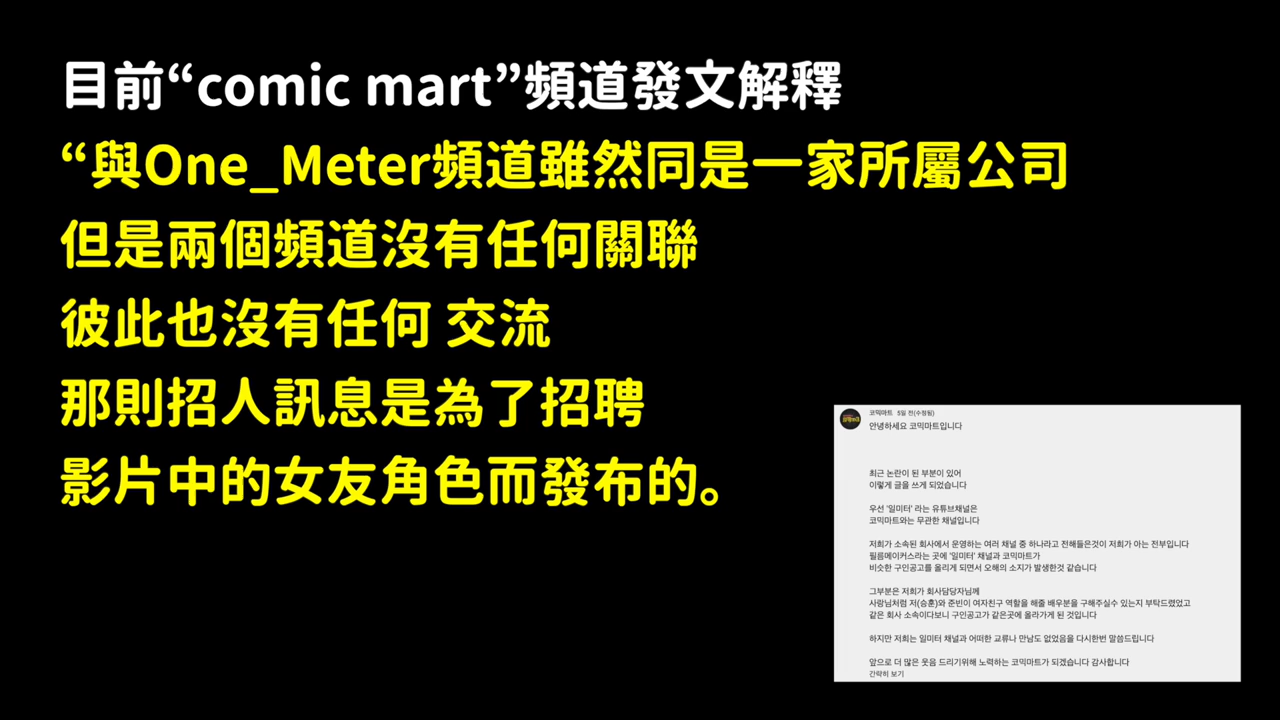 目前“comic mart”頻道發文解釋
“與One_Meter頻道雖然同是一家所屬公司
但是兩個頻道沒有任何關聯
彼此也沒有任何 交流
那則招人訊息是為了招聘
影片中的女友角色而發布的。
코믹마트 5일 전(수정됨)
안녕하세요 코믹마트입니다
최근 논란이 된 부분이 있어
이렇게 글을 쓰게 되었습니다
우선 '일미터' 라는 유튜브채널은
코믹마트와는 무관한 채널입니다
저희가 소속된 회사에서 운영하는 여러 채널 중 하나라고 전해들은것이 저희가 아는 전부입니다
필름메이커스라는 곳에 '일미터' 채널과 코믹마트가
비슷한 구인공고를 올리게 되면서 오해의 소지가 발생한것 같습니다
그부분은 저희가 회사담당자님께
사랑님처럼 저(승훈)와 준빈이 여자친구 역할을 해줄 배우분을 구해주실수 있는지 부탁드렸었고
같은 회사 소속이다보니 구인공고가 같은곳에 올라가게 된 것입니다
하지만 저희는 일미터 채널과 어떠한 교류나 만남도 없었음을 다시한번 말씀드립니다
앞으로 더 많은 웃음 드리기위해 노력하는 코믹마트가 되겠습니다 감사합니다
간략히 보기